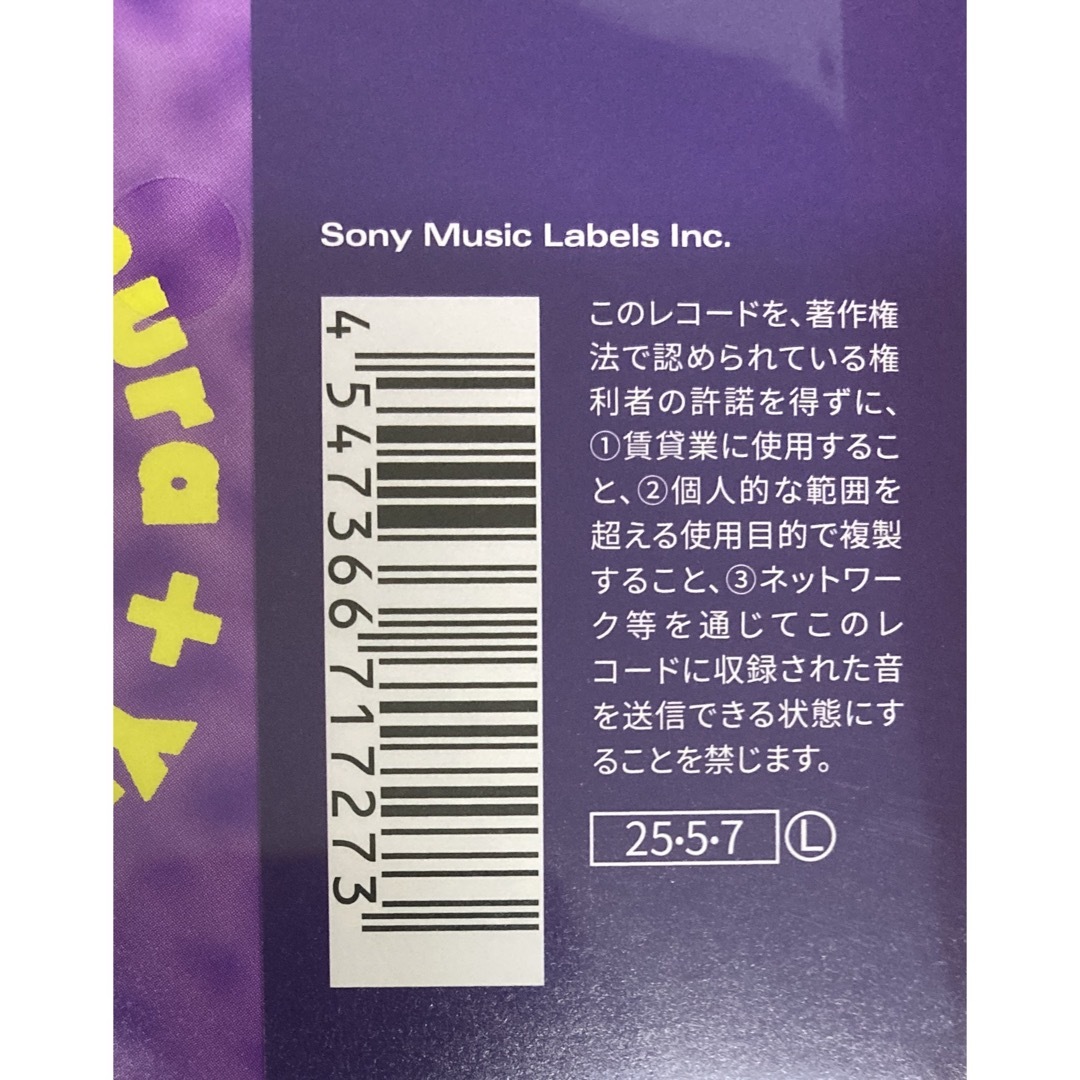 ura + Y
Sony Music Labels Inc.
4 547366 717273
このレコードを、著作権
法で認められている権
利者の許諾を得ずに、
①賃貸業に使用するこ
と、②個人的な範囲を
超える使用目的で複製
すること、③ネットワー
ク等を通じてこのレ
コードに収録された音
を送信できる状態にす
ることを禁じます。
25・5・7 Ⓛ